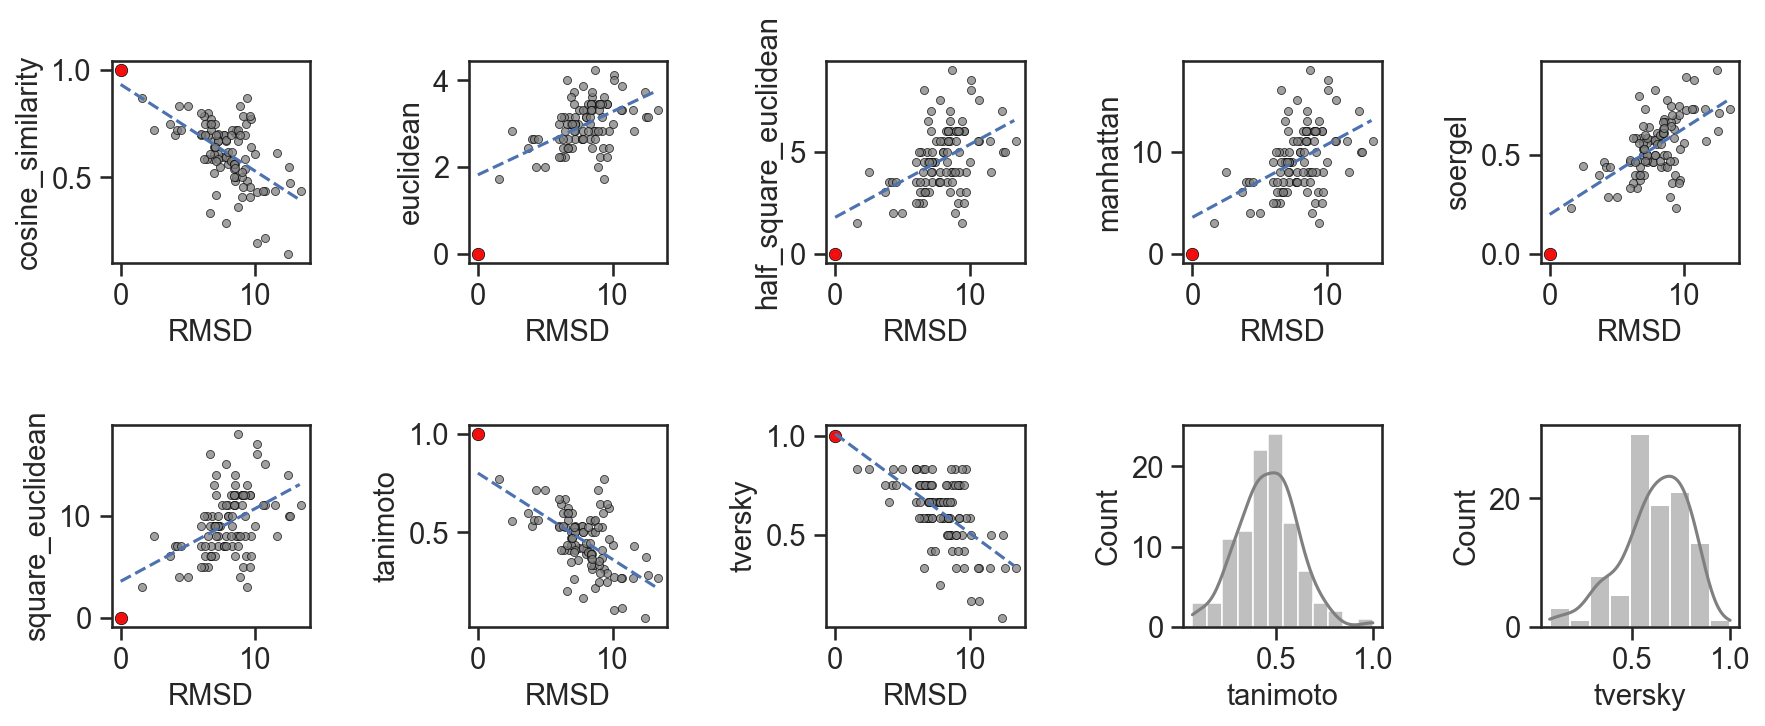 cosine_similarity
1.0
0.5
0
10
RMSD
euclidean
4
2
0
0
10
RMSD
half_square_euclidean
5
0
0
10
RMSD
manhattan
10
0
0
10
RMSD
soergel
0.5
0.0
0
10
RMSD
square_euclidean
10
0
0
10
RMSD
tanimoto
1.0
0.5
0
10
RMSD
tversky
1.0
0.5
0
10
RMSD
Count
20
10
0
0.5
1.0
tanimoto
Count
20
0
0.5
1.0
tversky